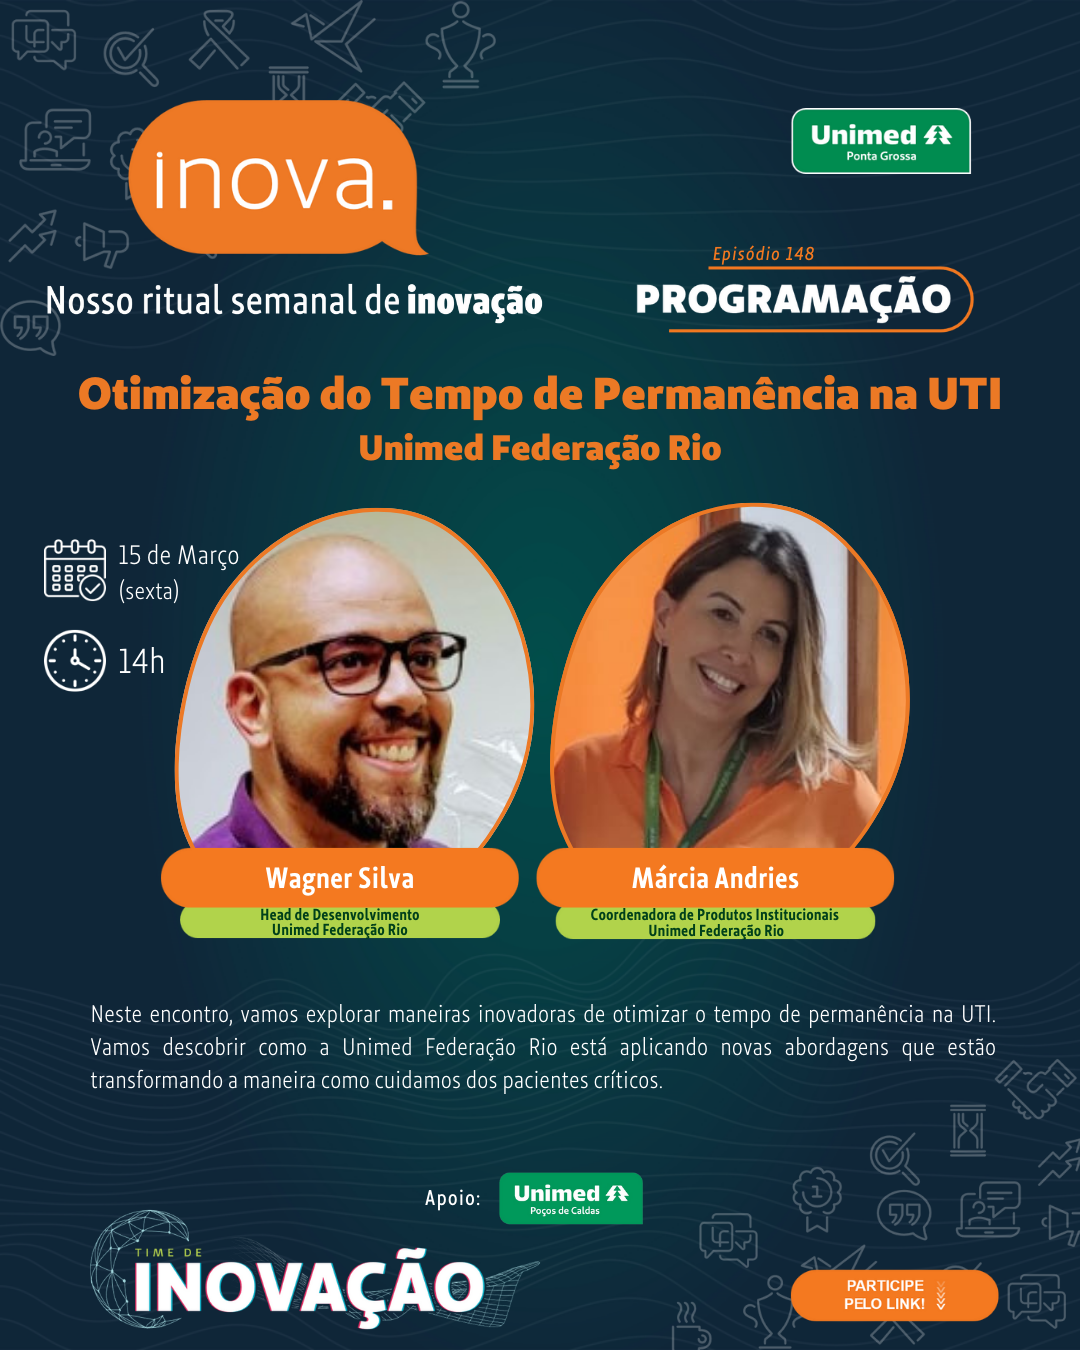 inova.
Unimed
Ponta Grossa
Episódio 148
Nosso ritual semanal de inovação
PROGRAMAÇÃO
Otimização do Tempo de Permanência na UTI
Unimed Federação Rio
15 de Março
(sexta)
14h
Wagner Silva
Head de Desenvolvimento
Unimed Federação Rio
Márcia Andries
Coordenadora de Produtos Institucionais
Unimed Federação Rio
Neste encontro, vamos explorar maneiras inovadoras de otimizar o tempo de permanência na UTI.
Vamos descobrir como a Unimed Federação Rio está aplicando novas abordagens que estão
transformando a maneira como cuidamos dos pacientes críticos.
Apoio:
Unimed
Poços de Caldas
TIME DE
INOVAÇÃO
1
PARTICIPE
PELO LINK!